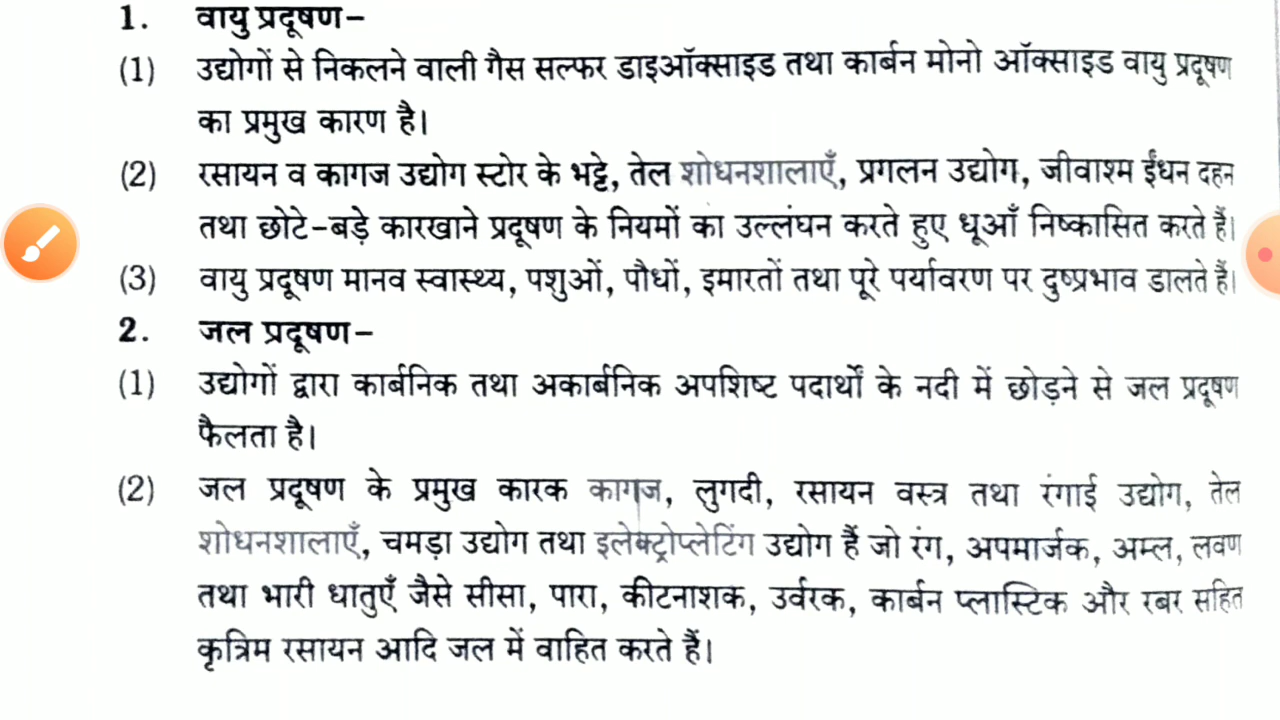 1. वायु प्रदूषण–
(1) उद्योगों से निकलने वाली गैस सल्फर डाइऑक्साइड तथा कार्बन मोनो ऑक्साइड वायु प्रदूषण
का प्रमुख कारण है।
(2) रसायन व कागज उद्योग स्टोर के भट्टे, तेल शोधनशालाएँ, प्रगलन उद्योग, जीवाश्म ईंधन दहन
तथा छोटे–बड़े कारखाने प्रदूषण के नियमों का उल्लंघन करते हुए धूआँ निष्कासित करते हैं।
(3) वायु प्रदूषण मानव स्वास्थ्य, पशुओं, पौधों, इमारतों तथा पूरे पर्यावरण पर दुष्प्रभाव डालते हैं।
2. जल प्रदूषण–
(1) उद्योगों द्वारा कार्बनिक तथा अकार्बनिक अपशिष्ट पदार्थों के नदी में छोड़ने से जल प्रदूषण
फैलता है।
(2) जल प्रदूषण के प्रमुख कारक कागज, लुगदी, रसायन वस्त्र तथा रंगाई उद्योग, तेल
शोधनशालाएँ, चमड़ा उद्योग तथा इलेक्ट्रोप्लेटिंग उद्योग हैं जो रंग, अपमार्जक, अम्ल, लवण
तथा भारी धातुएँ जैसे सीसा, पारा, कीटनाशक, उर्वरक, कार्बन प्लास्टिक और रबर सहित
कृत्रिम रसायन आदि जल में वाहित करते हैं।